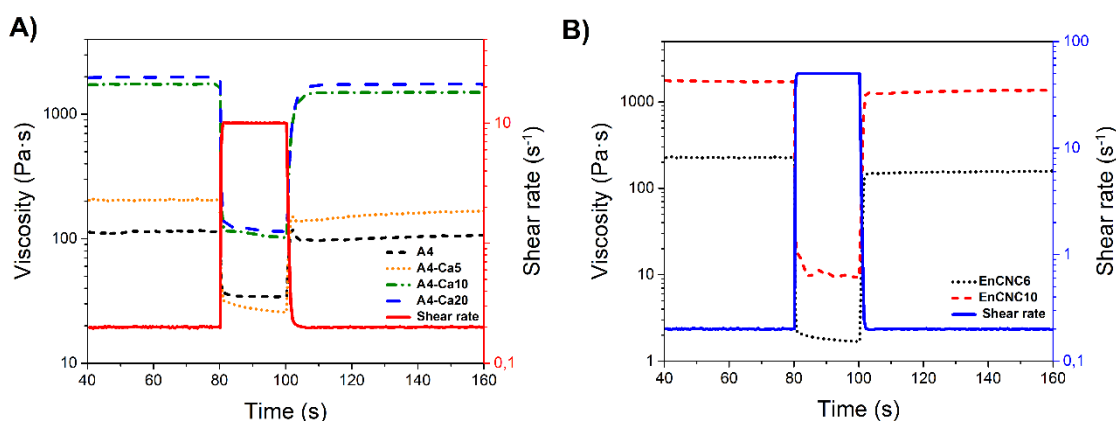 A)
Viscosity (Pa·s)
1000
100
10
A4
A4-Ca5
A4-Ca10
A4-Ca20
Shear rate
40 60 80 100 120 140 160
Time (s)
10
1
0,1
Shear rate (s⁻¹)
B)
Viscosity (Pa·s)
1000
100
10
1
EnCNC6
EnCNC10
Shear rate
40 60 80 100 120 140 160
Time (s)
100
10
1
0,1
Shear rate (s⁻¹)